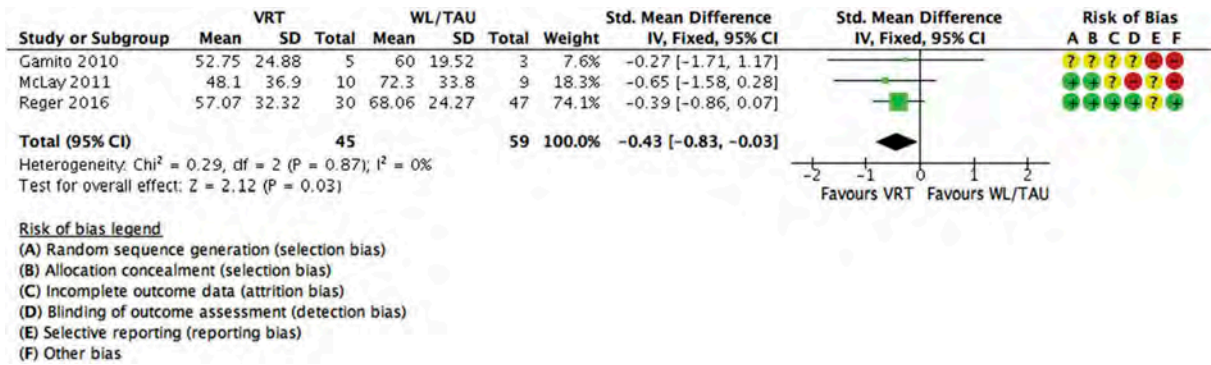 VRT WL/TAU Std. Mean Difference Std. Mean Difference Risk of Bias
Study or Subgroup Mean SD Total Mean SD Total Weight IV, Fixed, 95% CI IV, Fixed, 95% CI A B C D E F
Gamito 2010 52.75 24.88 5 60 19.52 3 7.6% −0.27 [−1.71, 1.17] ? ? ? ? − −
McLay 2011 48.1 36.9 10 72.3 33.8 9 18.3% −0.65 [−1.58, 0.28] + + ? − ? −
Reger 2016 57.07 32.32 30 68.06 24.27 47 74.1% −0.39 [−0.86, 0.07] + + + + ? +
Total (95% CI) 45 59 100.0% −0.43 [−0.83, −0.03]
Heterogeneity: Chi² = 0.29, df = 2 (P = 0.87); I² = 0%
Test for overall effect: Z = 2.12 (P = 0.03)
−2 −1 0 1 2
Favours VRT Favours WL/TAU
Risk of bias legend
(A) Random sequence generation (selection bias)
(B) Allocation concealment (selection bias)
(C) Incomplete outcome data (attrition bias)
(D) Blinding of outcome assessment (detection bias)
(E) Selective reporting (reporting bias)
(F) Other bias